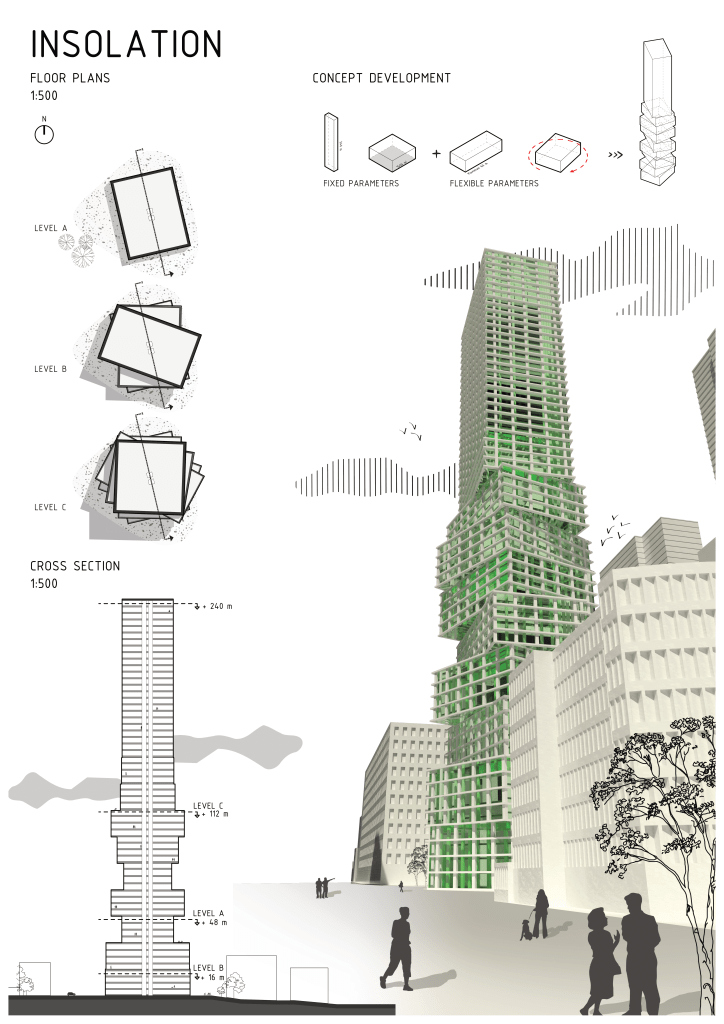 INSOLATION
FLOOR PLANS
1:500
N
LEVEL A
LEVEL B
LEVEL C
CROSS SECTION
1:500
+ 240 m
LEVEL C
+ 112 m
LEVEL A
+ 48 m
LEVEL B
+ 16 m
CONCEPT DEVELOPMENT
+
>>>
FIXED PARAMETERS
FLEXIBLE PARAMETERS